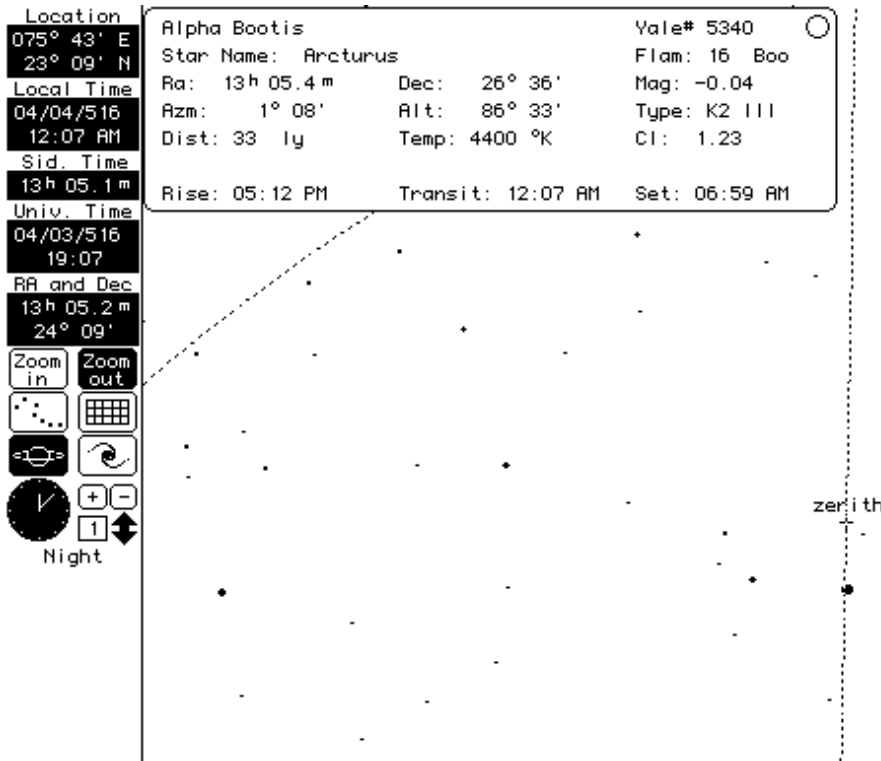 Location
075° 43' E
23° 09' N
Local Time
04/04/516
12:07 AM
Sid. Time
13h 05.1m
Univ. Time
04/03/516
19:07
RA and Dec
13h 05.2m
24° 09'
Zoom in
Zoom out
+ −
1
Night
Alpha Bootis Yale# 5340
Star Name: Arcturus Flam: 16 Boo
Ra: 13h 05.4m Dec: 26° 36' Mag: -0.04
Azm: 1° 08' Alt: 86° 33' Type: K2 III
Dist: 33 ly Temp: 4400 °K CI: 1.23
Rise: 05:12 PM Transit: 12:07 AM Set: 06:59 AM
zenith